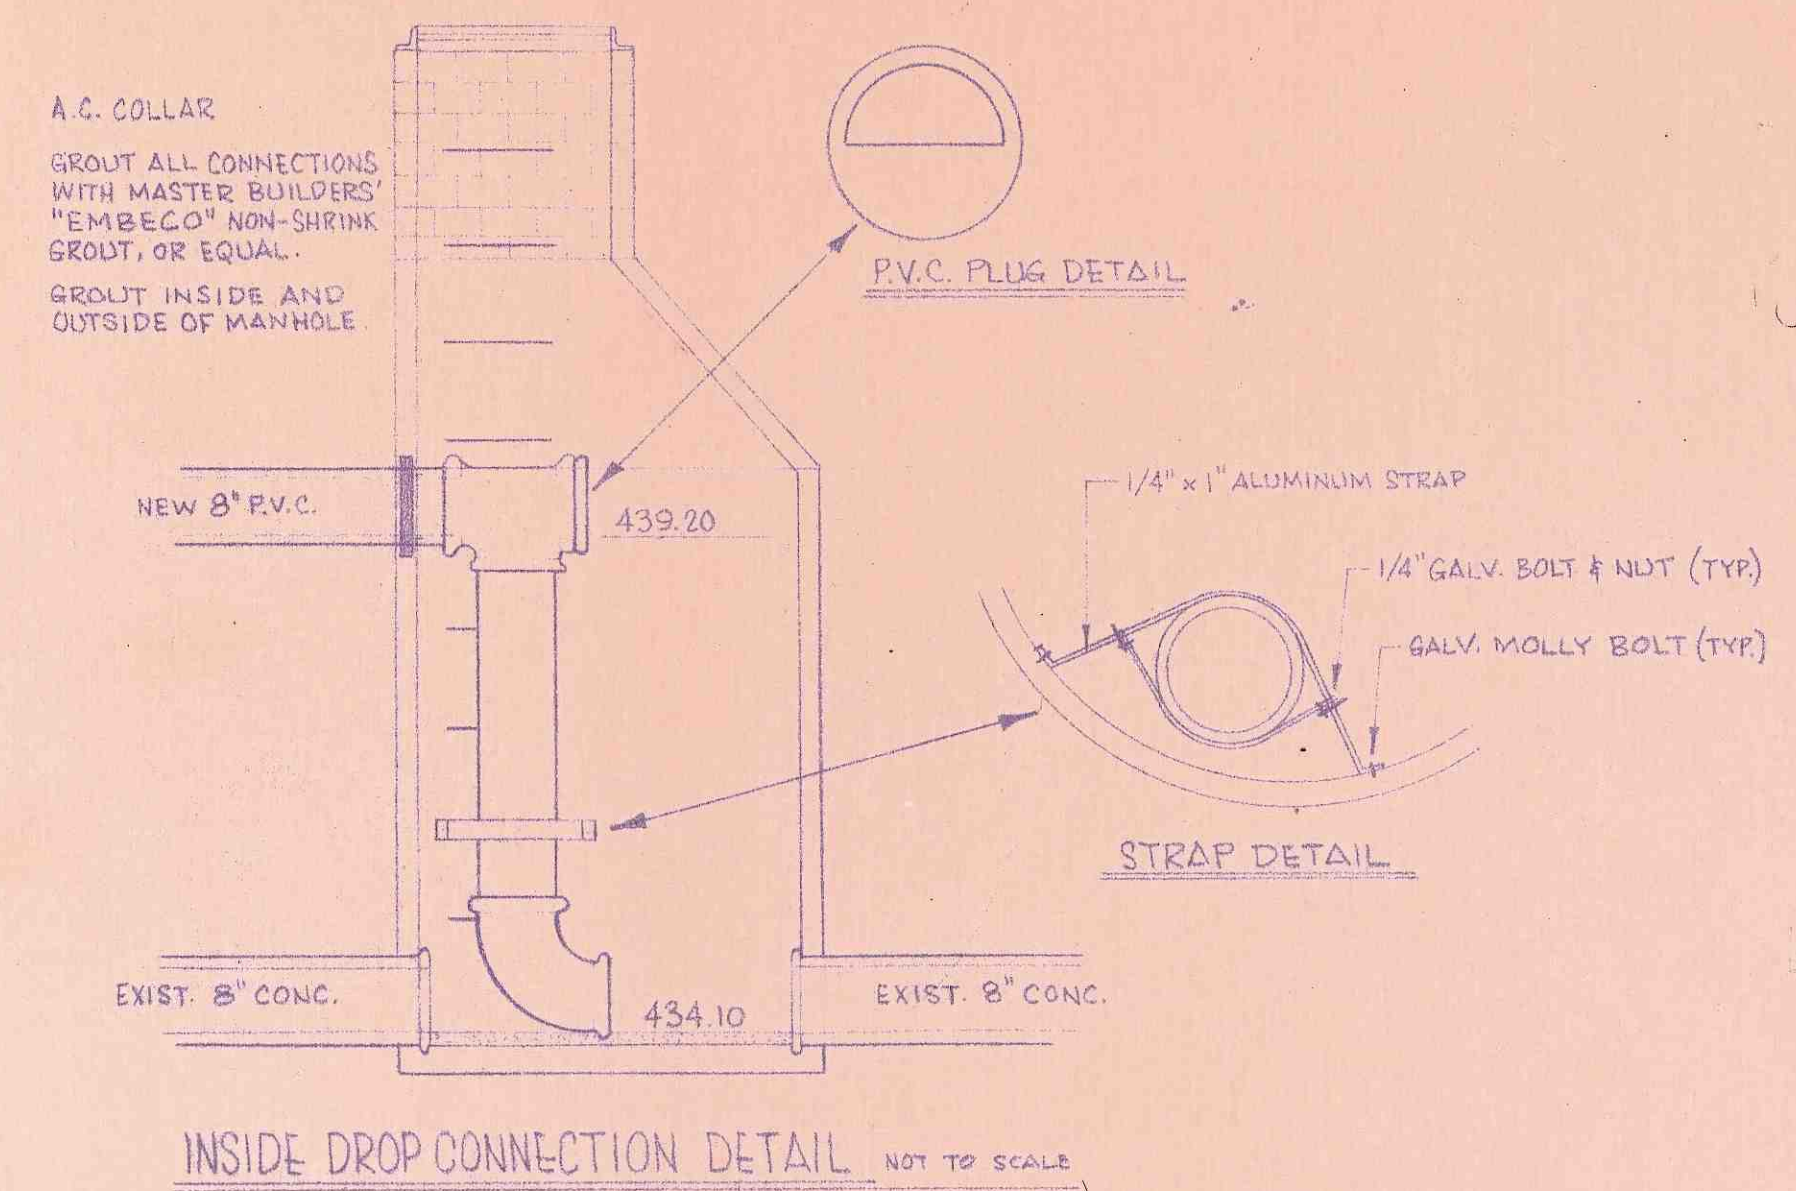 A.C. COLLAR
GROUT ALL CONNECTIONS
WITH MASTER BUILDERS'
"EMBECO" NON-SHRINK
GROUT, OR EQUAL.
GROUT INSIDE AND
OUTSIDE OF MANHOLE.
P.V.C. PLUG DETAIL
NEW 8" P.V.C.
439.20
1/4" x 1" ALUMINUM STRAP
1/4" GALV. BOLT & NUT (TYP.)
GALV. MOLLY BOLT (TYP.)
STRAP DETAIL
EXIST. 8" CONC.
434.10
EXIST. 8" CONC.
INSIDE DROP CONNECTION DETAIL NOT TO SCALE